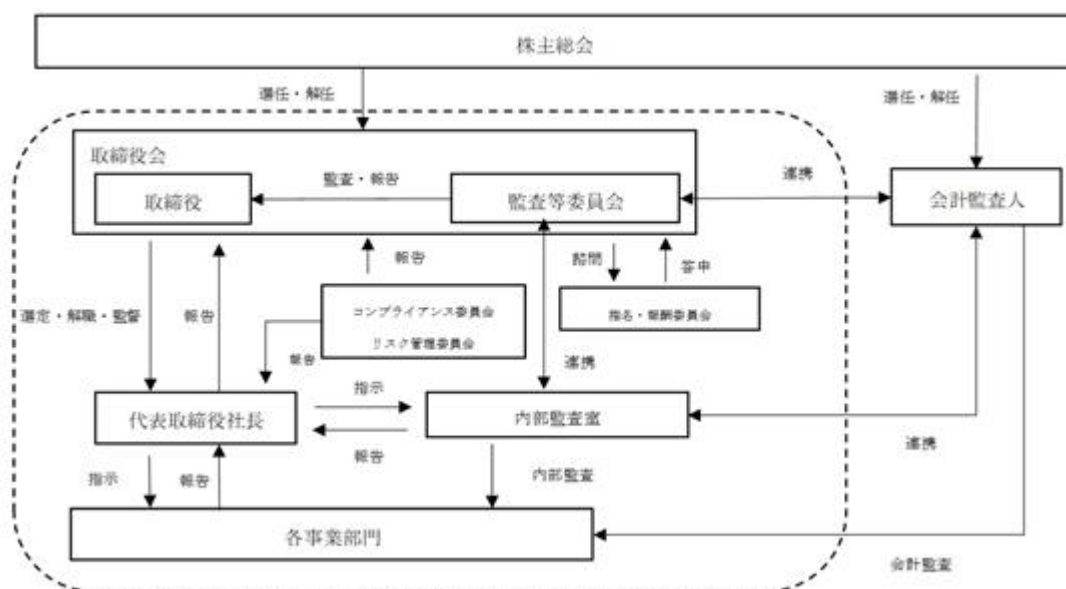 株主総会
選任・解任
選任・解任
取締役会
取締役
監査・報告
監査等委員会
連携
会計監査人
報告
諮問
答申
選定・解職・監督
報告
コンプライアンス委員会
リスク管理委員会
指名・報酬委員会
報告
連携
代表取締役社長
指示
報告
内部監査室
連携
指示
報告
内部監査
各事業部門
会計監査